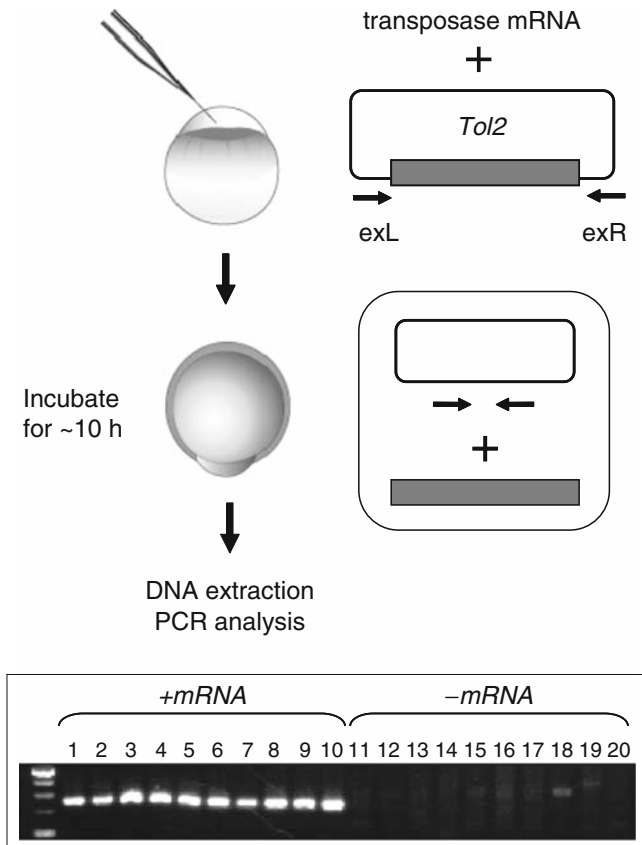 transposase mRNA
+
Tol2
exL
exR
Incubate
for ~10 h
+
DNA extraction
PCR analysis
+mRNA
–mRNA
1 2 3 4 5 6 7 8 9 10 11 12 13 14 15 16 17 18 19 20